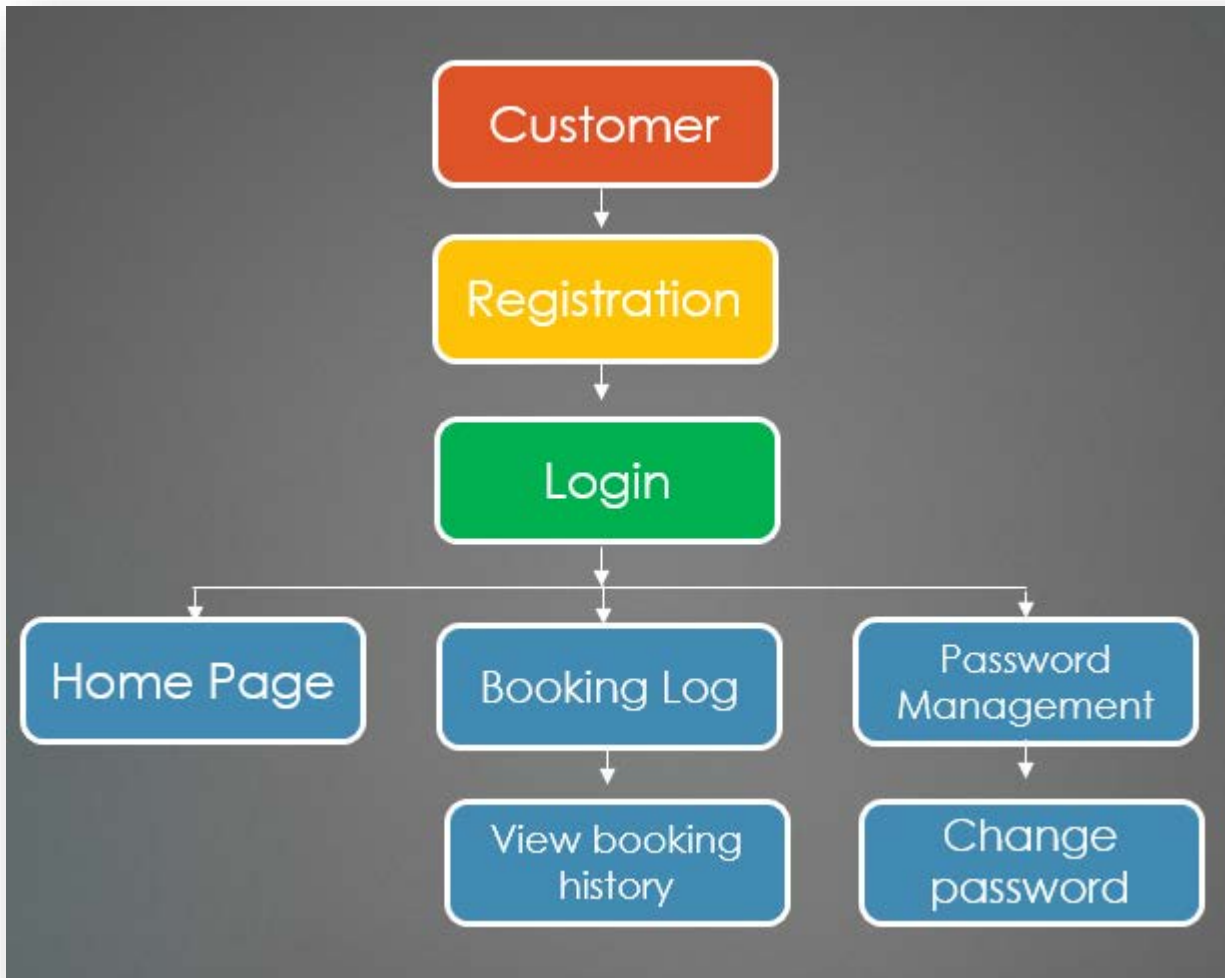 Customer
Registration
Login
Home Page
Booking Log
Password
Management
View booking
history
Change
password